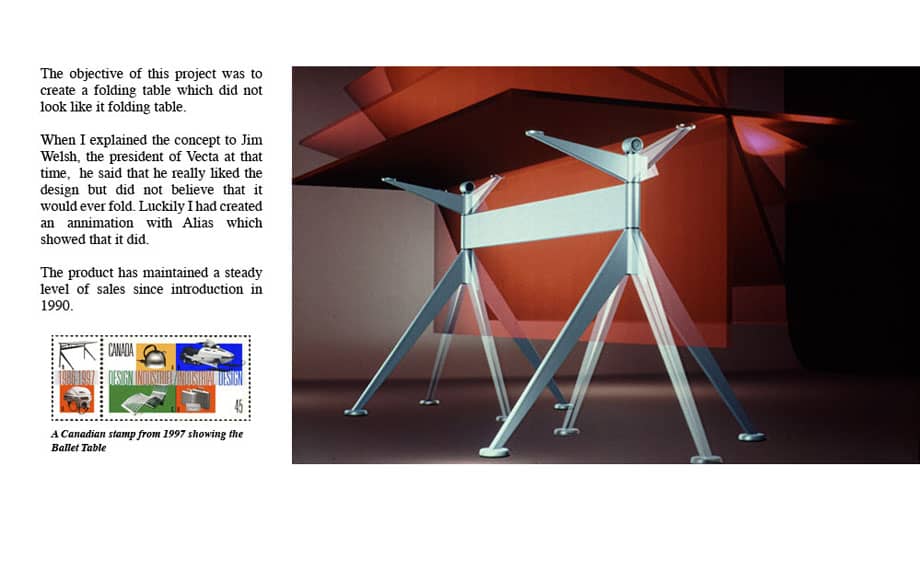 The objective of this project was to
create a folding table which did not
look like it folding table.
When I explained the concept to Jim
Welsh, the president of Vecta at that
time, he said that he really liked the
design but did not believe that it
would ever fold. Luckily I had created
an annimation with Alias which
showed that it did.
The product has maintained a steady
level of sales since introduction in
1990.
CANADA
DESIGN INDUSTRIEL/INDUSTRIAL DESIGN
45
A Canadian stamp from 1997 showing the
Ballet Table